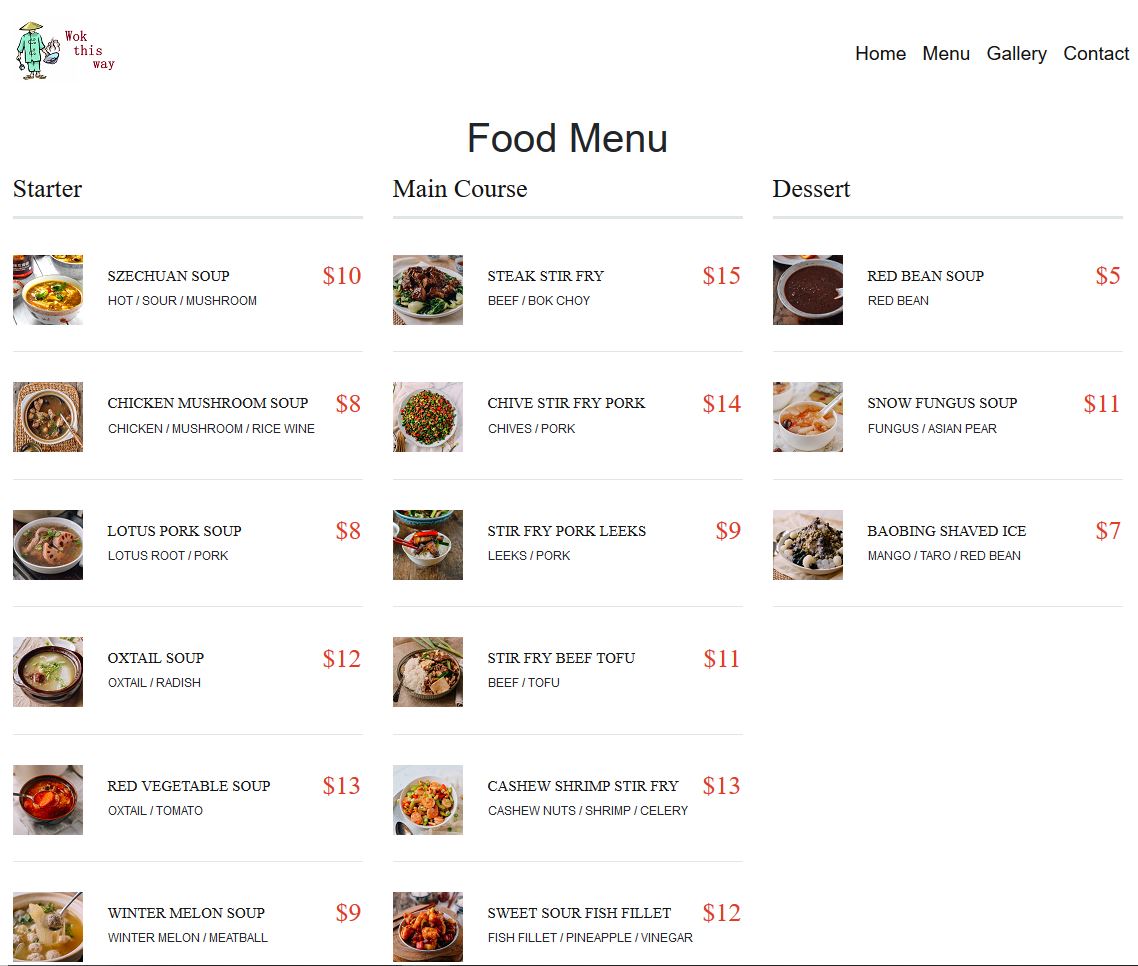 Wok
this
way
Home Menu Gallery Contact
Food Menu
Starter
SZECHUAN SOUP $10
HOT / SOUR / MUSHROOM
CHICKEN MUSHROOM SOUP $8
CHICKEN / MUSHROOM / RICE WINE
LOTUS PORK SOUP $8
LOTUS ROOT / PORK
OXTAIL SOUP $12
OXTAIL / RADISH
RED VEGETABLE SOUP $13
OXTAIL / TOMATO
WINTER MELON SOUP $9
WINTER MELON / MEATBALL
Main Course
STEAK STIR FRY $15
BEEF / BOK CHOY
CHIVE STIR FRY PORK $14
CHIVES / PORK
STIR FRY PORK LEEKS $9
LEEKS / PORK
STIR FRY BEEF TOFU $11
BEEF / TOFU
CASHEW SHRIMP STIR FRY $13
CASHEW NUTS / SHRIMP / CELERY
SWEET SOUR FISH FILLET $12
FISH FILLET / PINEAPPLE / VINEGAR
Dessert
RED BEAN SOUP $5
RED BEAN
SNOW FUNGUS SOUP $11
FUNGUS / ASIAN PEAR
BAOBING SHAVED ICE $7
MANGO / TARO / RED BEAN